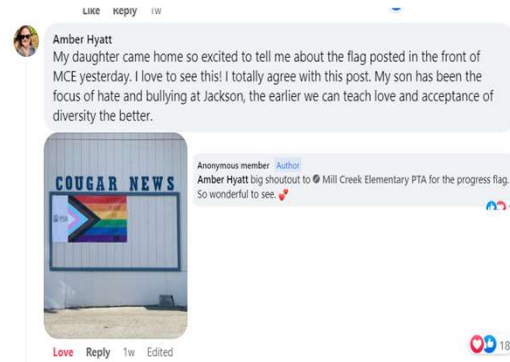 Like Reply 1w
Amber Hyatt
My daughter came home so excited to tell me about the flag posted in the front of
MCE yesterday. I love to see this! I totally agree with this post. My son has been the
focus of hate and bullying at Jackson, the earlier we can teach love and acceptance of
diversity the better.
COUGAR NEWS
Anonymous member Author
Amber Hyatt big shoutout to Mill Creek Elementary PTA for the progress flag.
So wonderful to see. 💕
Love Reply 1w Edited
18